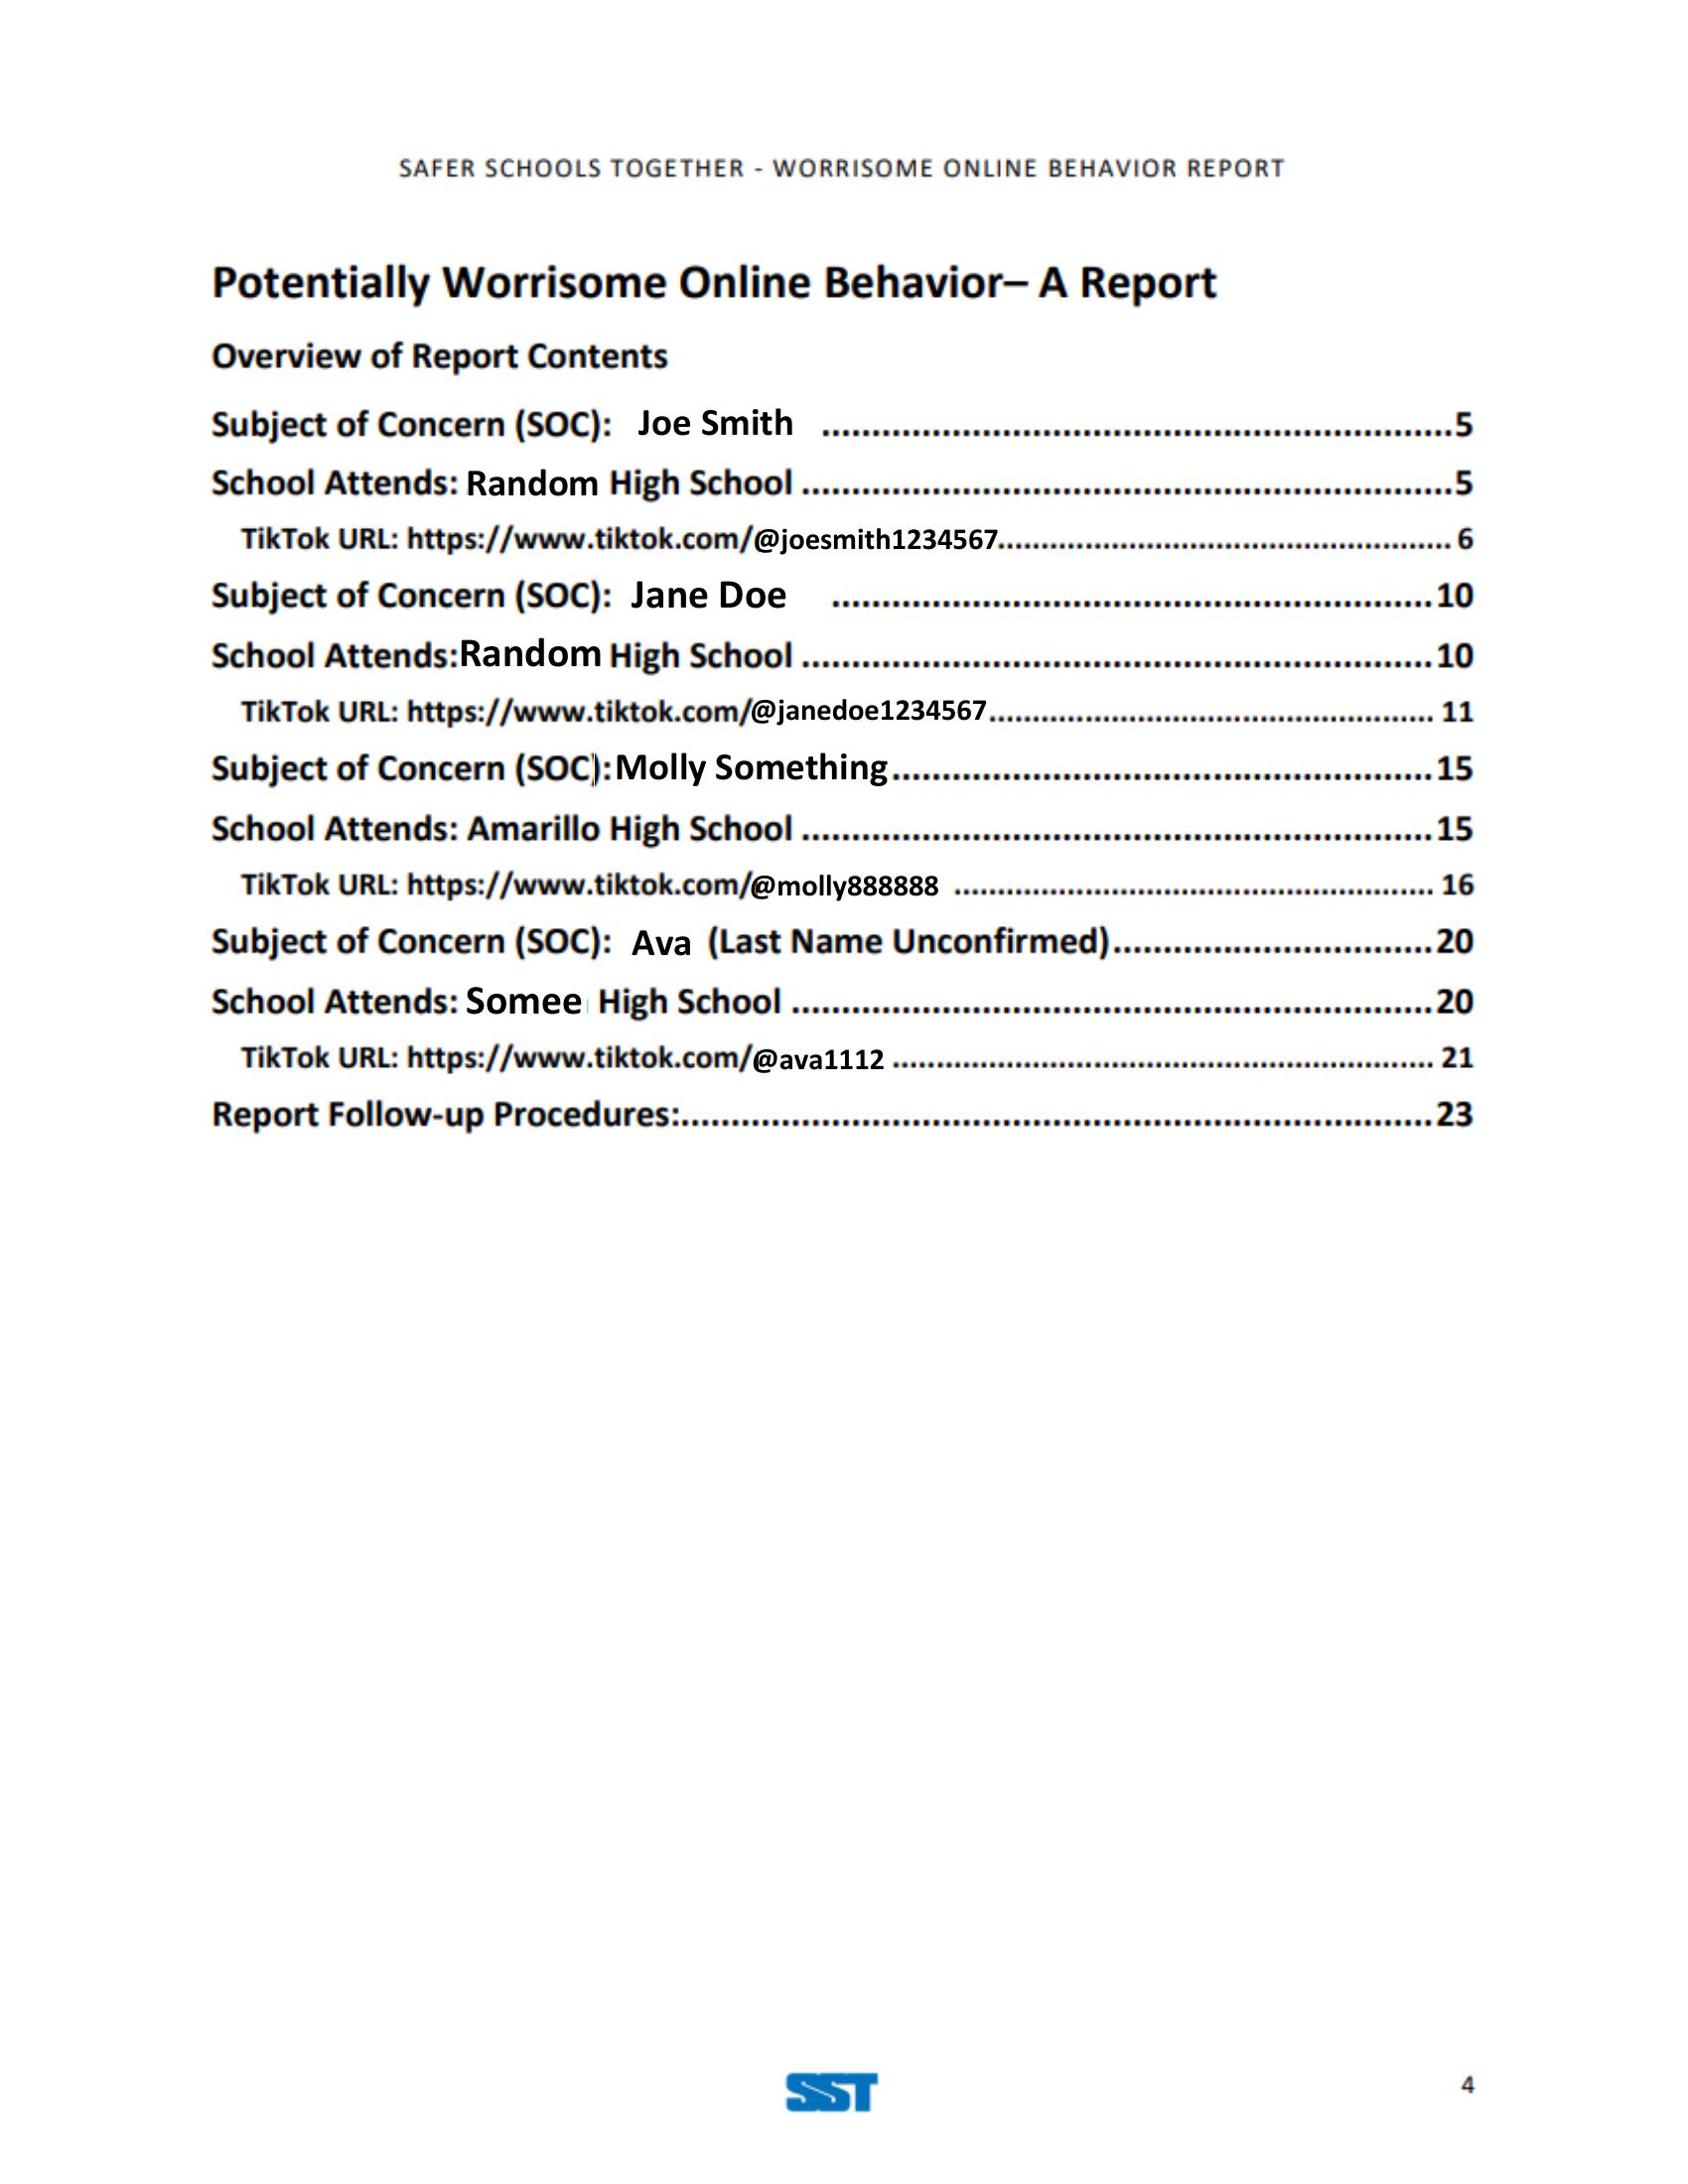 SAFER SCHOOLS TOGETHER - WORRISOME ONLINE BEHAVIOR REPORT
Potentially Worrisome Online Behavior– A Report
Overview of Report Contents
Subject of Concern (SOC): Joe Smith ................................................................5
School Attends: Random High School ..................................................................5
TikTok URL: https://www.tiktok.com/@joesmith1234567...................................................... 6
Subject of Concern (SOC): Jane Doe .............................................................10
School Attends:Random High School ................................................................10
TikTok URL: https://www.tiktok.com/@janedoe1234567..................................................... 11
Subject of Concern (SOC):Molly Something.......................................................15
School Attends: Amarillo High School ................................................................15
TikTok URL: https://www.tiktok.com/@molly888888 ......................................................... 16
Subject of Concern (SOC): Ava (Last Name Unconfirmed)................................20
School Attends: Somee High School .................................................................20
TikTok URL: https://www.tiktok.com/@ava1112 ................................................................ 21
Report Follow-up Procedures:............................................................................23
SST
4